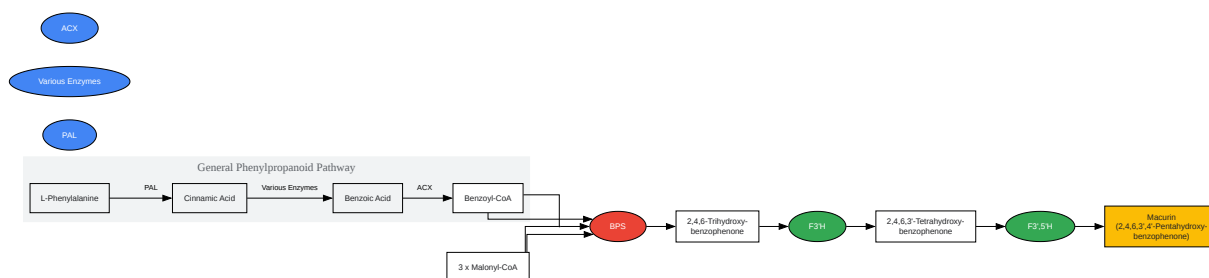 ACX
Various Enzymes
PAL
General Phenylpropanoid Pathway
L-Phenylalanine
PAL
Cinnamic Acid
Various Enzymes
Benzoic Acid
ACX
Benzoyl-CoA
3 x Malonyl-CoA
BPS
2,4,6-Trihydroxy-
benzophenone
F3'H
2,4,6,3'-Tetrahydroxy-
benzophenone
F3',5'H
Macurin
(2,4,6,3',4'-Pentahydroxy-
benzophenone)